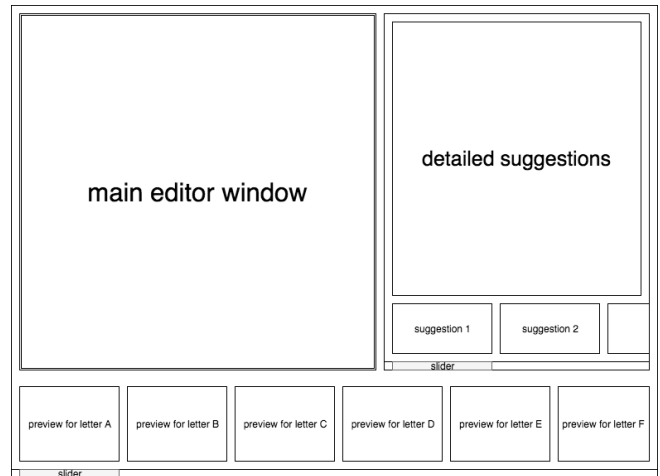 main editor window
detailed suggestions
suggestion 1
suggestion 2
slider
preview for letter A
preview for letter B
preview for letter C
preview for letter D
preview for letter E
preview for letter F
slider